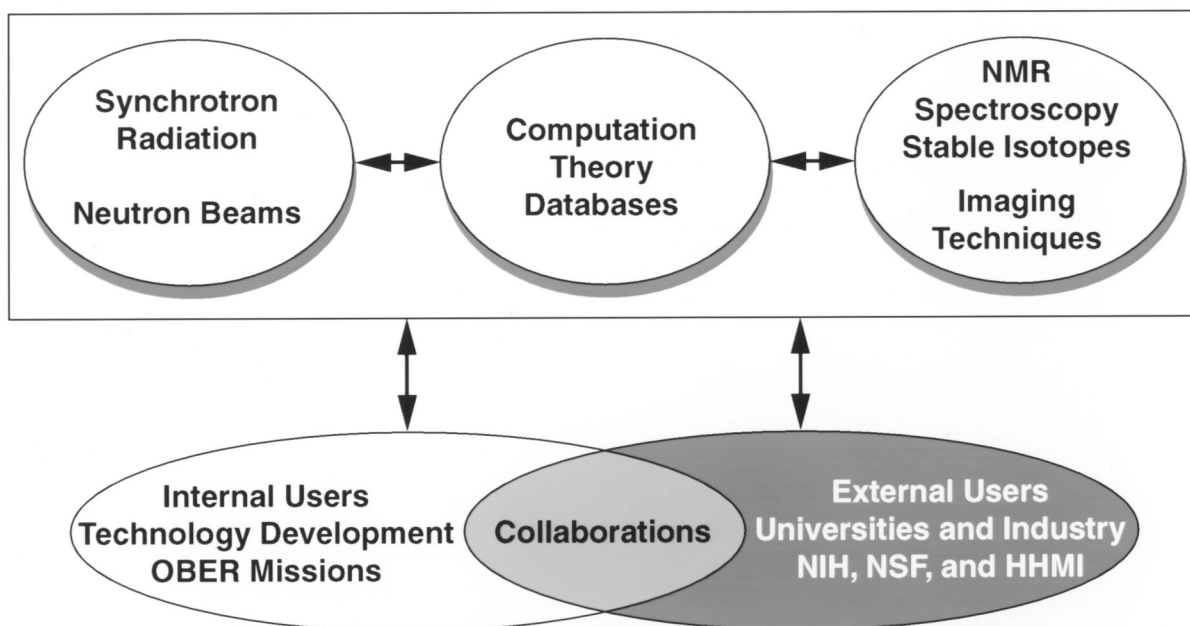 Synchrotron
Radiation
Neutron Beams
Computation
Theory
Databases
NMR
Spectroscopy
Stable Isotopes
Imaging
Techniques
Internal Users
Technology Development
OBER Missions
Collaborations
External Users
Universities and Industry
NIH, NSF, and HHMI